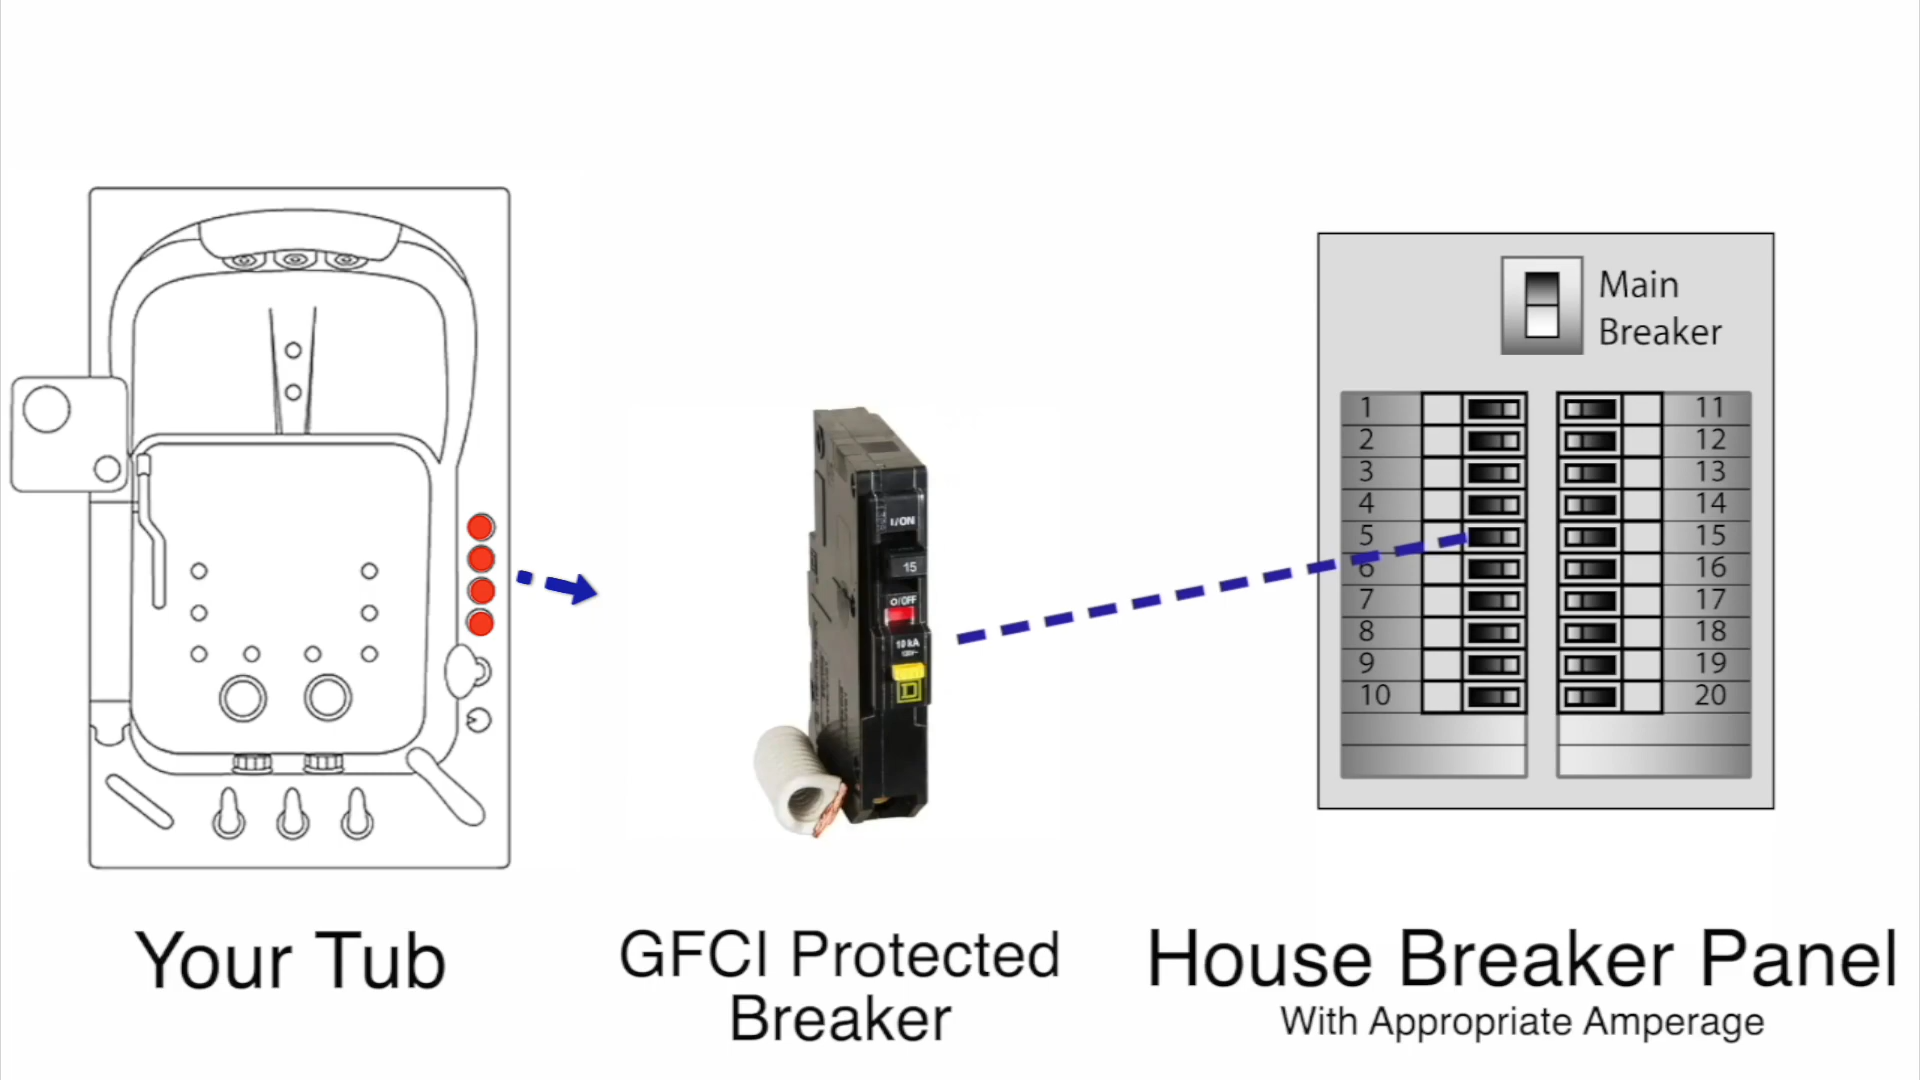 Main
Breaker
1
2
3
4
5
6
7
8
9
10
11
12
13
14
15
16
17
18
19
20
I/ON
15
O/OFF
10 kA
120V~
Your Tub
GFCI Protected
Breaker
House Breaker Panel
With Appropriate Amperage